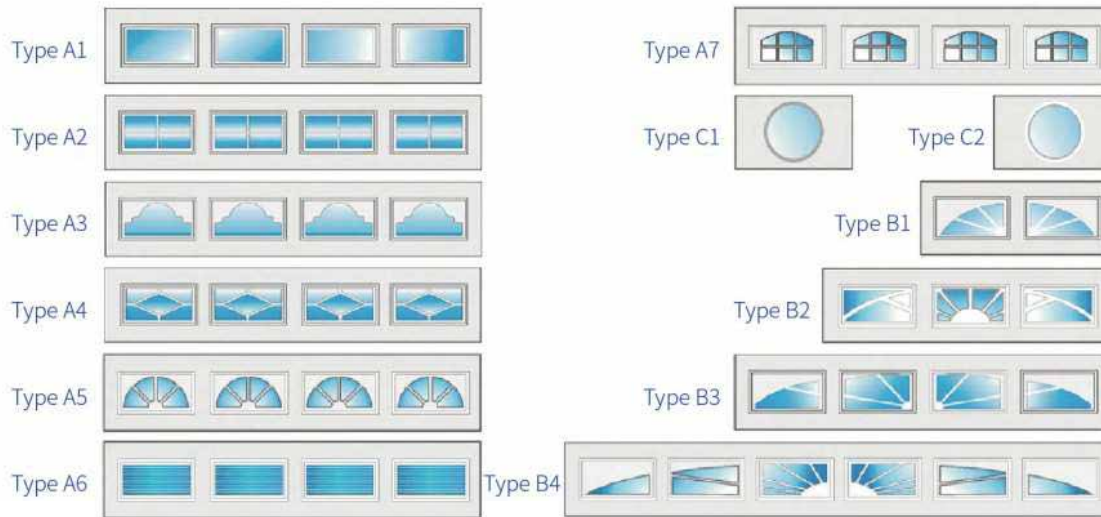 Type A1
Type A2
Type A3
Type A4
Type A5
Type A6
Type A7
Type C1
Type C2
Type B1
Type B2
Type B3
Type B4